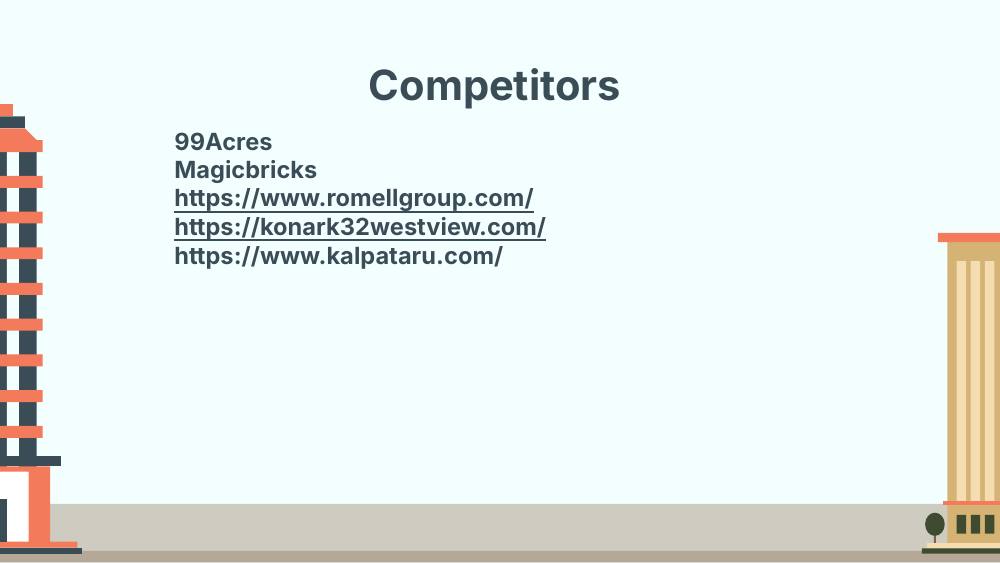 Competitors
99Acres
Magicbricks
https://www.romellgroup.com/
https://konark32westview.com/
https://www.kalpataru.com/